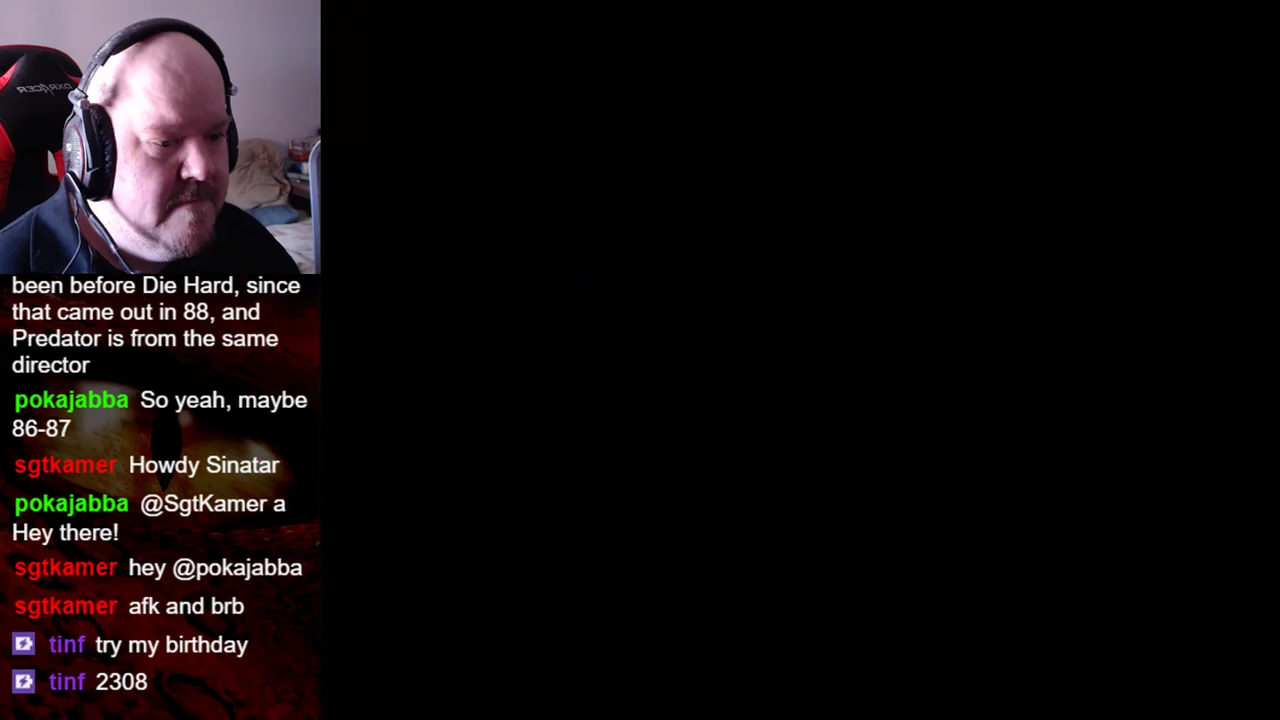 DXRACER
been before Die Hard, since
that came out in 88, and
Predator is from the same
director
pokajabba So yeah, maybe
86-87
sgtkamer Howdy Sinatar
pokajabba @SgtKamer a
Hey there!
sgtkamer hey @pokajabba
sgtkamer afk and brb
tinf try my birthday
tinf 2308